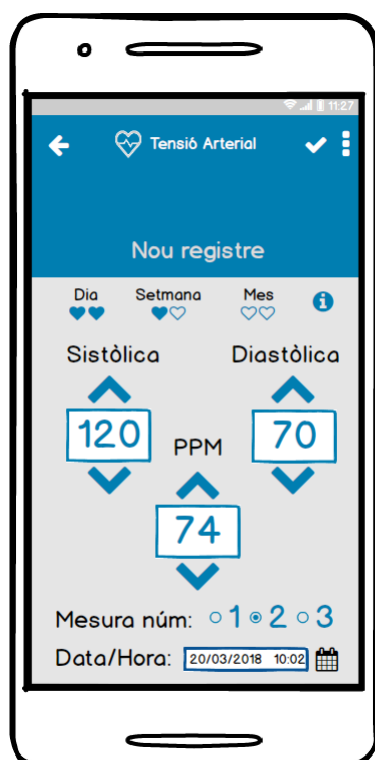 11:27
Tensió Arterial
Nou registre
Dia Setmana Mes
Sistòlica Diastòlica
120 70
PPM
74
Mesura núm: 1 2 3
Data/Hora: 20/03/2018 10:02